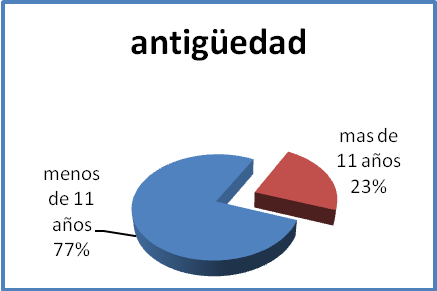 antigüedad
mas de
11 años
23%
menos
de 11
años
77%